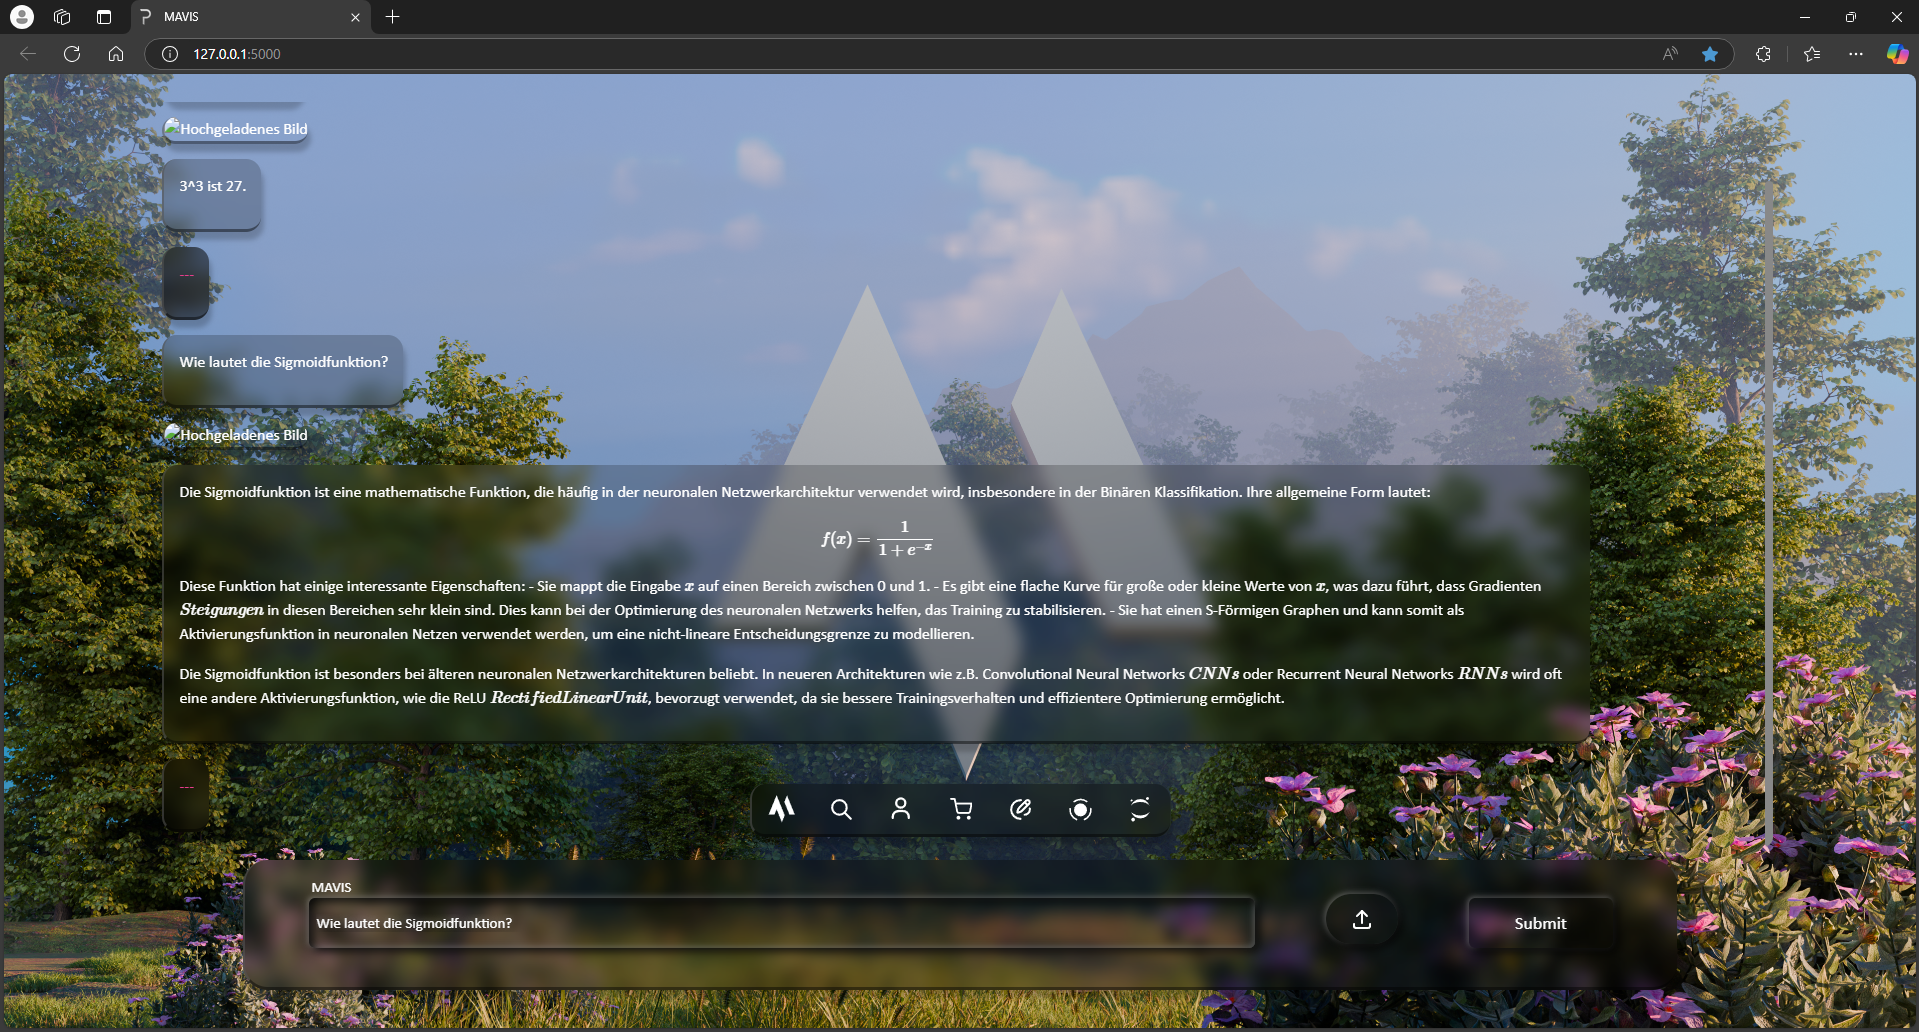 MAVIS
127.0.0.1:5000
Hochgeladenes Bild
3^3 ist 27.
---
Wie lautet die Sigmoidfunktion?
Hochgeladenes Bild
Die Sigmoidfunktion ist eine mathematische Funktion, die häufig in der neuronalen Netzwerkarchitektur verwendet wird, insbesondere in der Binären Klassifikation. Ihre allgemeine Form lautet:
f(x) = 1 / (1 + e^{-x})
Diese Funktion hat einige interessante Eigenschaften: - Sie mappt die Eingabe x auf einen Bereich zwischen 0 und 1. - Es gibt eine flache Kurve für große oder kleine Werte von x, was dazu führt, dass Gradienten
Steigungen in diesen Bereichen sehr klein sind. Dies kann bei der Optimierung des neuronalen Netzwerks helfen, das Training zu stabilisieren. - Sie hat einen S-Förmigen Graphen und kann somit als
Aktivierungsfunktion in neuronalen Netzen verwendet werden, um eine nicht-lineare Entscheidungsgrenze zu modellieren.
Die Sigmoidfunktion ist besonders bei älteren neuronalen Netzwerkarchitekturen beliebt. In neueren Architekturen wie z.B. Convolutional Neural Networks CNNs oder Recurrent Neural Networks RNNs wird oft
eine andere Aktivierungsfunktion, wie die ReLU RectifiedLinearUnit, bevorzugt verwendet, da sie bessere Trainingsverhalten und effizientere Optimierung ermöglicht.
---
MAVIS
Wie lautet die Sigmoidfunktion?
Submit